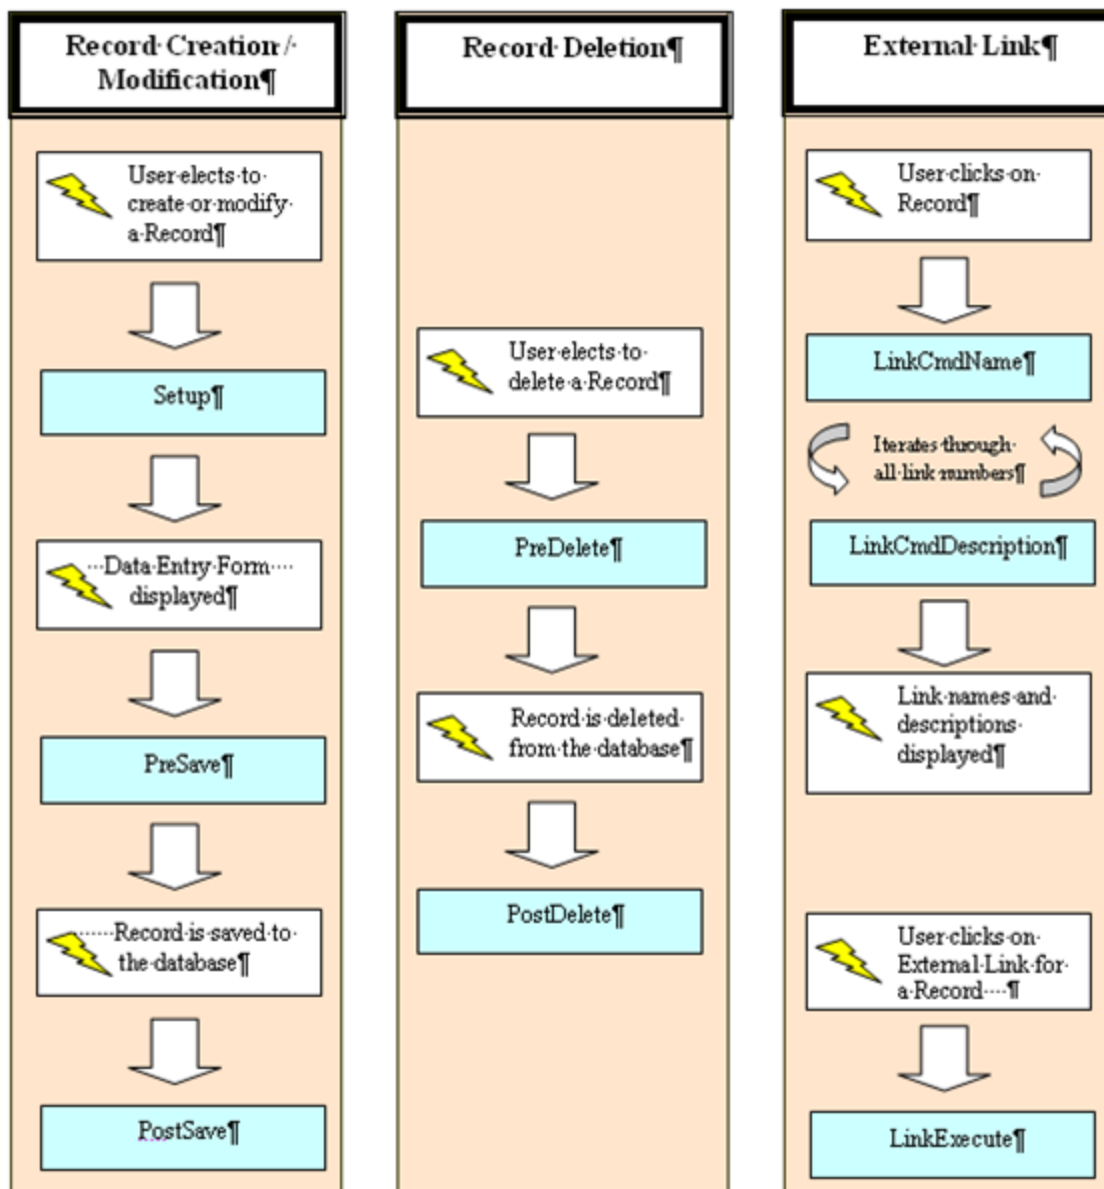 Record·Creation·/·
Modification¶
User·elects·to·
create·or·modify·
a·Record¶
Setup¶
···Data·Entry·Form····
displayed¶
PreSave¶
·······Record·is·saved·to·
the·database¶
PostSave¶
Record·Deletion¶
User·elects·to·
delete·a·Record¶
PreDelete¶
Record·is·deleted·
from·the·database¶
PostDelete¶
External·Link¶
User·clicks·on·
Record¶
LinkCmdName¶
Iterates·through·
all·link·numbers¶
LinkCmdDescription¶
Link·names·and·
descriptions·
displayed¶
User·clicks·on·
External·Link·for·
a·Record····¶
LinkExecute¶